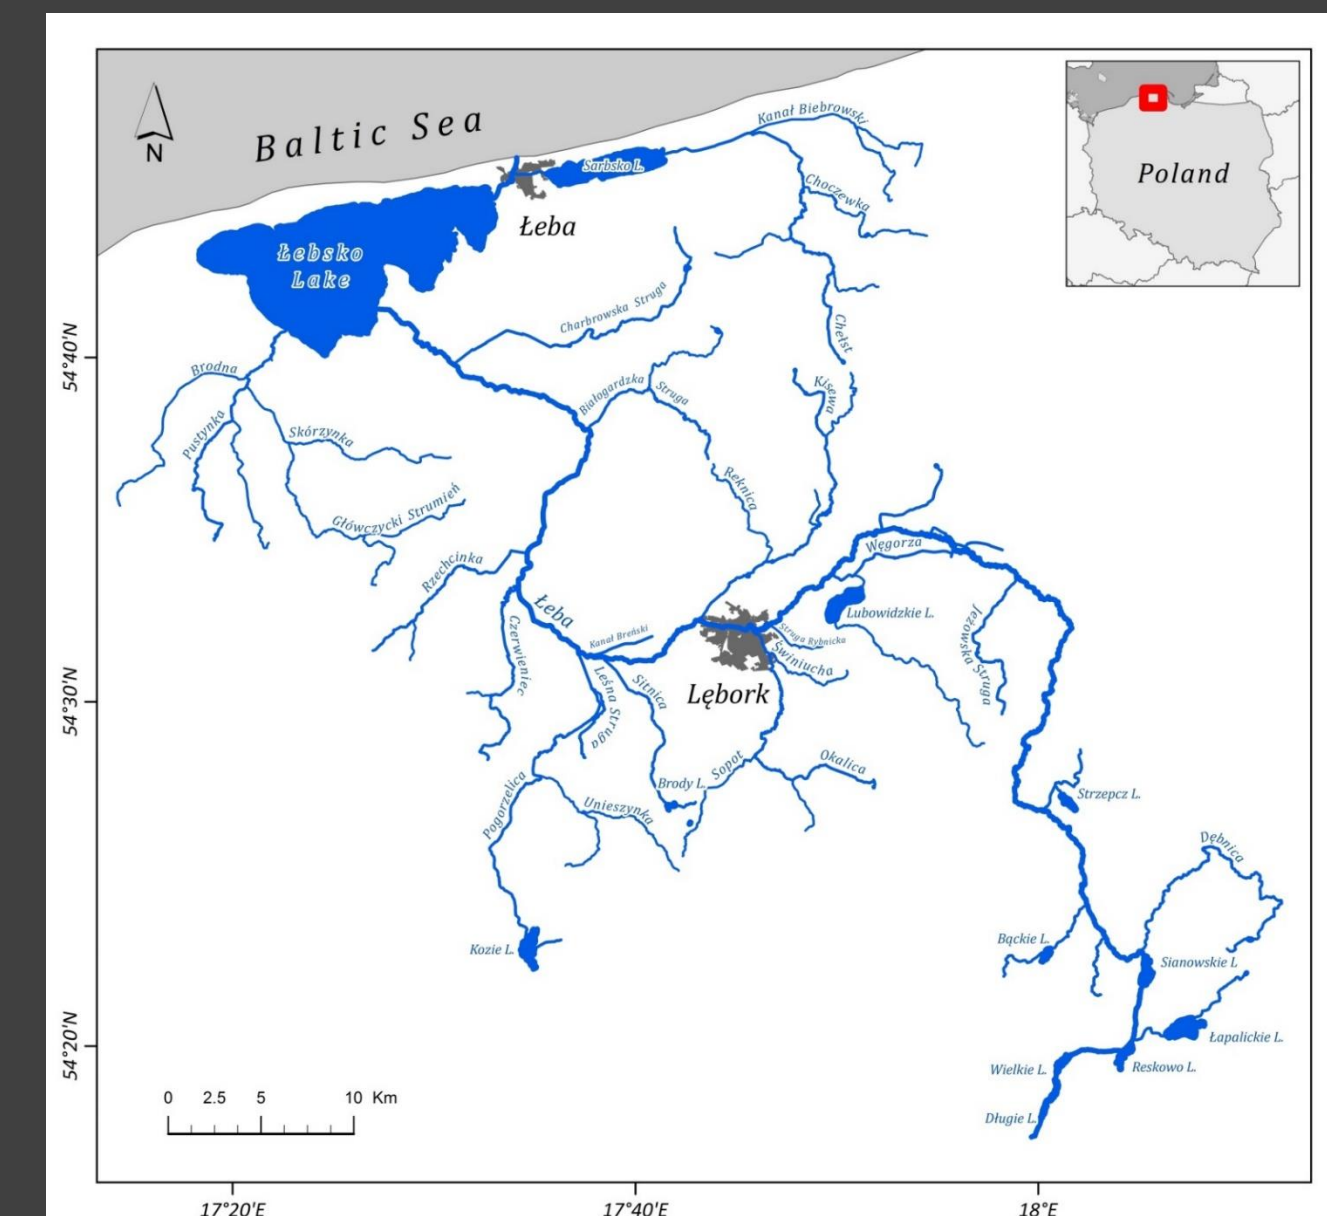 Baltic Sea
N
Poland
Kanał Biebrowski
Sarbsko L.
Choczewka
Łeba
Łebsko
Lake
Charbrowska Struga
Chełst
54°40'N
Brodna
Białogardzka
Struga
Kisewa
Pustynka
Skórzynka
Reknica
Główczycki Strumień
Węgorza
Rzechcinka
Łeba
Lubowidzkie L.
Czerwieniec
Kanał Breński
Struga Rybnicka
Świniucha
Jeżowska Struga
54°30'N
Leśna Struga
Sitnica
Lębork
Sopot
Okalica
Brody L.
Pogorzelica
Unieszynka
Strzepcz L.
Dębnica
Kozie L.
Bąckie L.
Sianowskie L
54°20'N
Łapalickie L.
Wielkie L.
Reskowo L.
Długie L.
0 2.5 5 10 Km
17°20'E
17°40'E
18°E